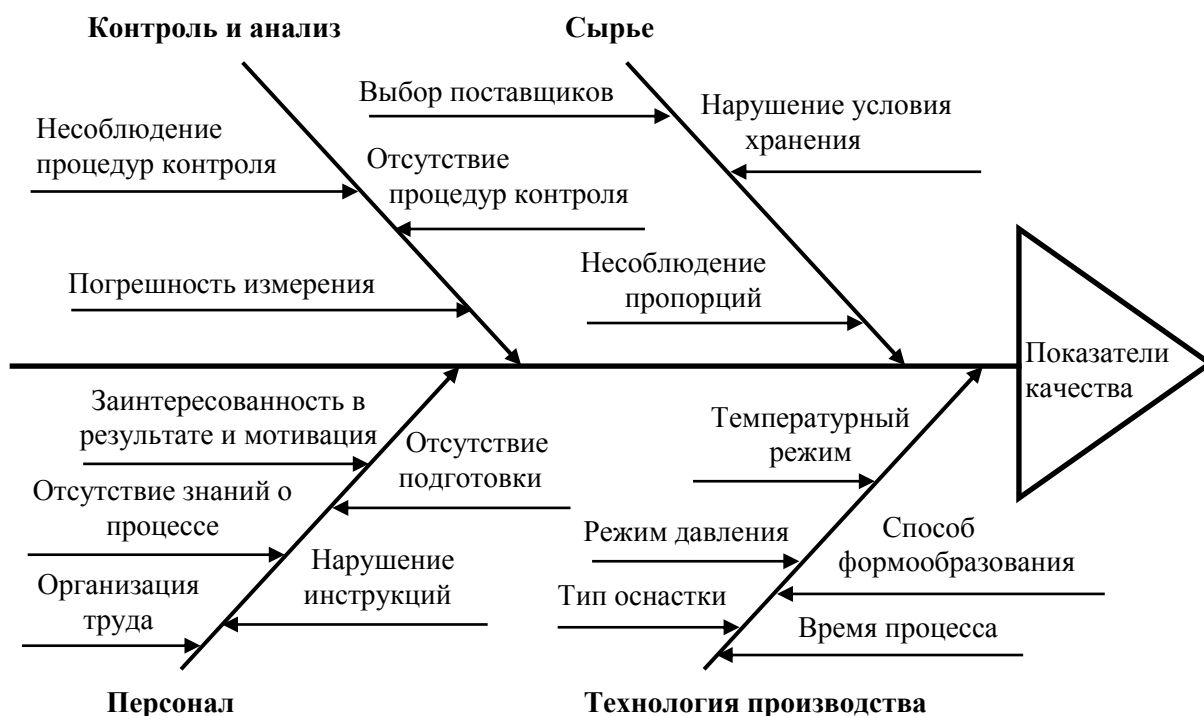 Контроль и анализ
Сырье
Выбор поставщиков
Нарушение условия
хранения
Несоблюдение
процедур контроля
Отсутствие
процедур контроля
Несоблюдение
пропорций
Погрешность измерения
Показатели
качества
Заинтересованность в
результате и мотивация
Отсутствие
подготовки
Температурный
режим
Отсутствие знаний о
процессе
Режим давления
Способ
формообразования
Нарушение
инструкций
Организация
труда
Тип оснастки
Время процесса
Персонал
Технология производства